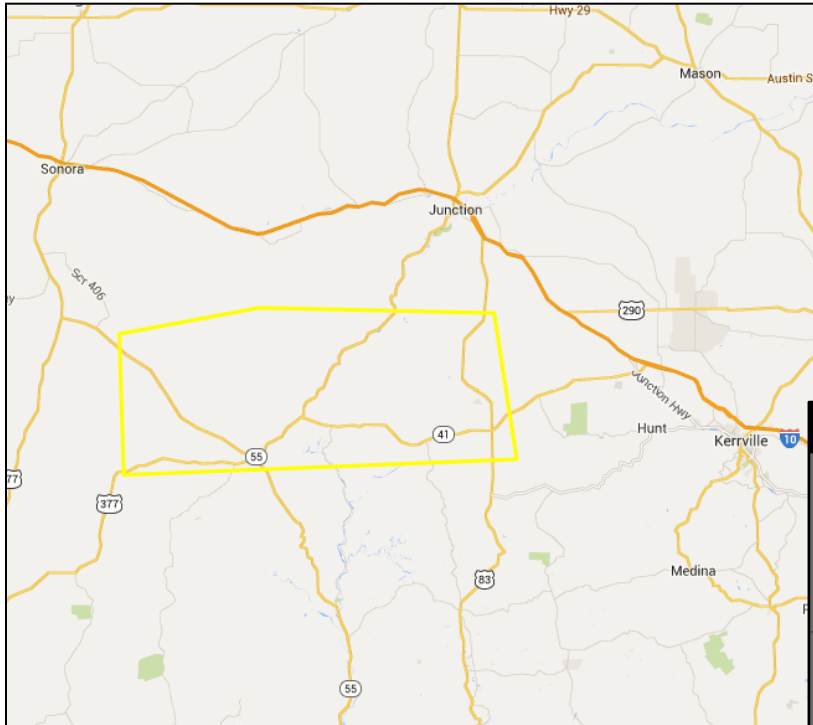 Hwy 29
Mason
Austin S
Sonora
Junction
Scr 406
290
Junction Hwy
41
Hunt
Kerrville
10
55
77
377
83
Medina
55